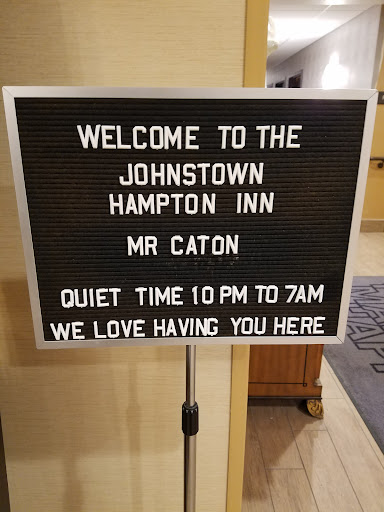 WELCOME TO THE
JOHNSTOWN
HAMPTON INN
MR CATON
QUIET TIME 10 PM TO 7AM
WE LOVE HAVING YOU HERE